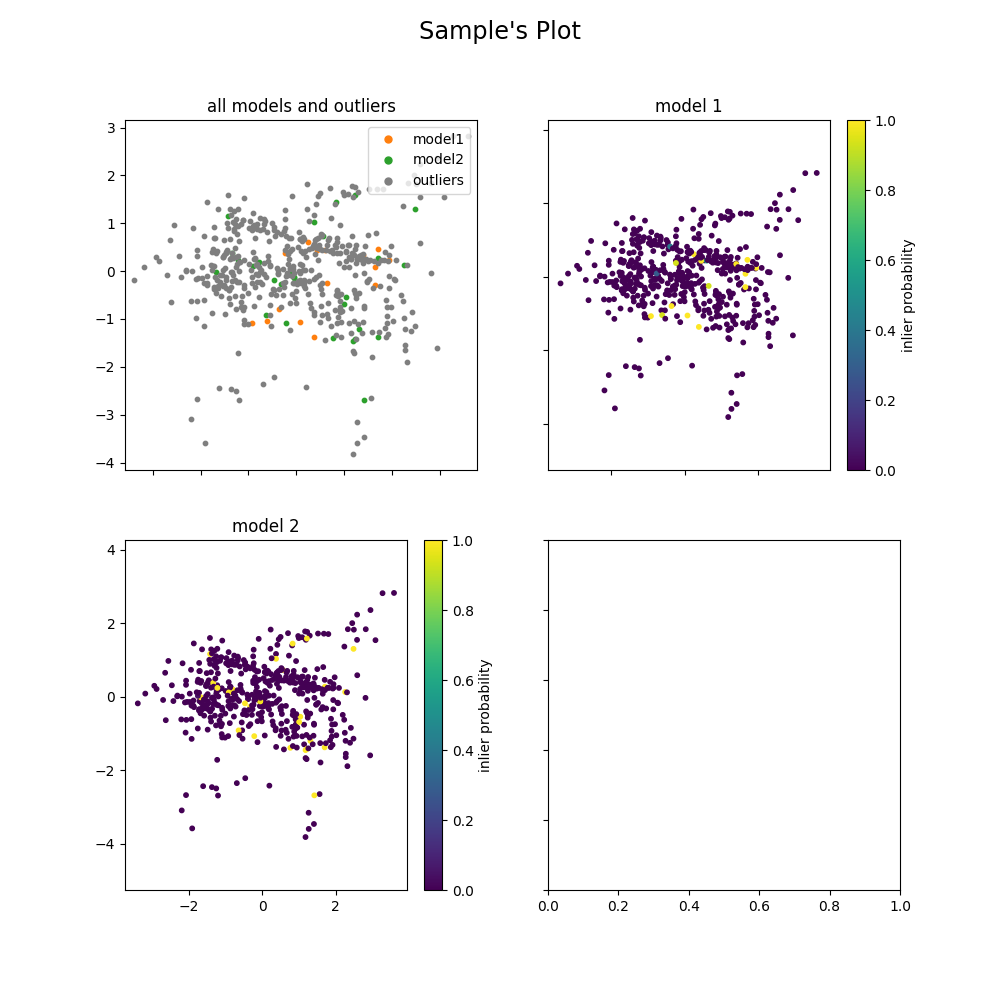 Sample's Plot
all models and outliers
3
2
1
0
−1
−2
−3
−4
model1
model2
outliers
model 1
1.0
0.8
0.6
0.4
0.2
0.0
inlier probability
model 2
4
2
0
−2
−4
−2 0 2
1.0
0.8
0.6
0.4
0.2
0.0
inlier probability
0.0 0.2 0.4 0.6 0.8 1.0